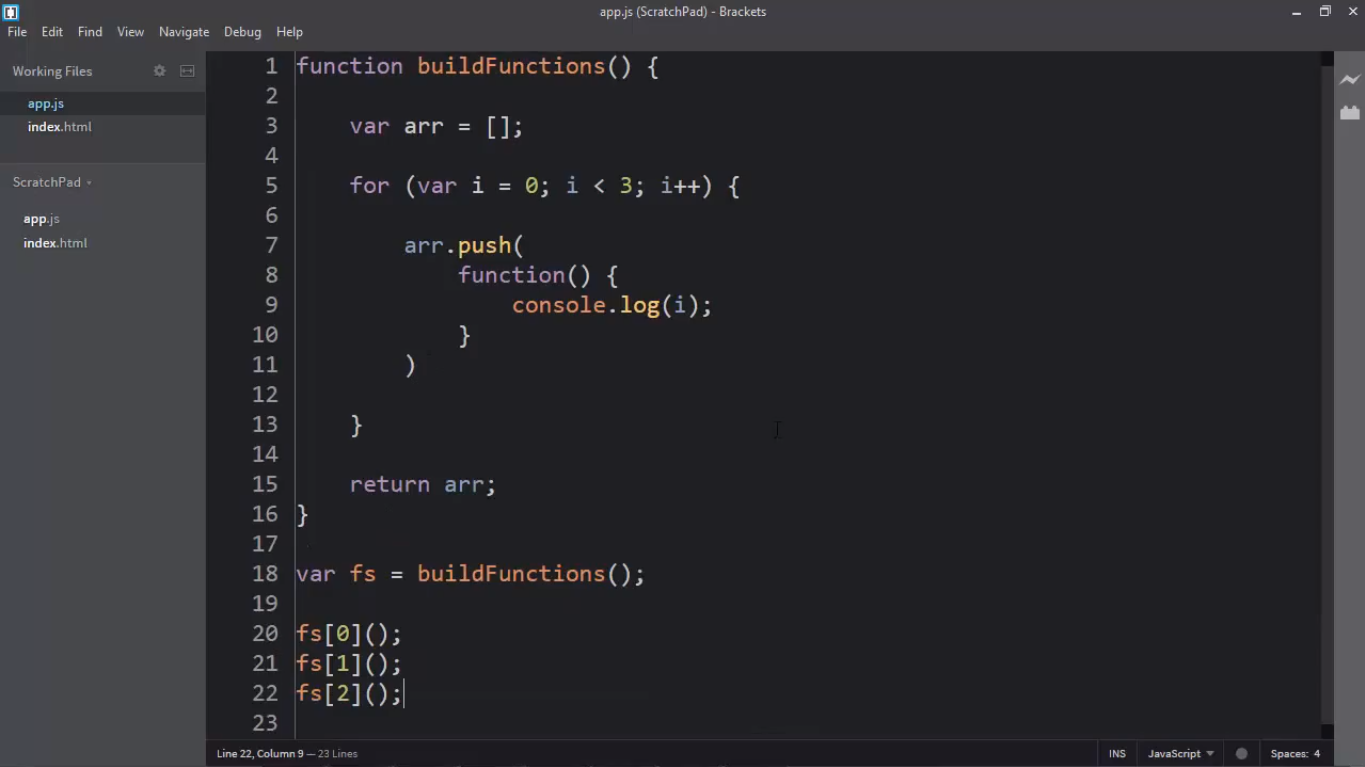 app.js (ScratchPad) - Brackets
File Edit Find View Navigate Debug Help
Working Files
app.js
index.html
ScratchPad
app.js
index.html
1 function buildFunctions() {
2
3     var arr = [];
4
5     for (var i = 0; i < 3; i++) {
6
7         arr.push(
8             function() {
9                 console.log(i);
10             }
11         )
12
13     }
14
15     return arr;
16 }
17
18 var fs = buildFunctions();
19
20 fs[0]();
21 fs[1]();
22 fs[2]();
23
Line 22, Column 9 — 23 Lines INS JavaScript Spaces: 4